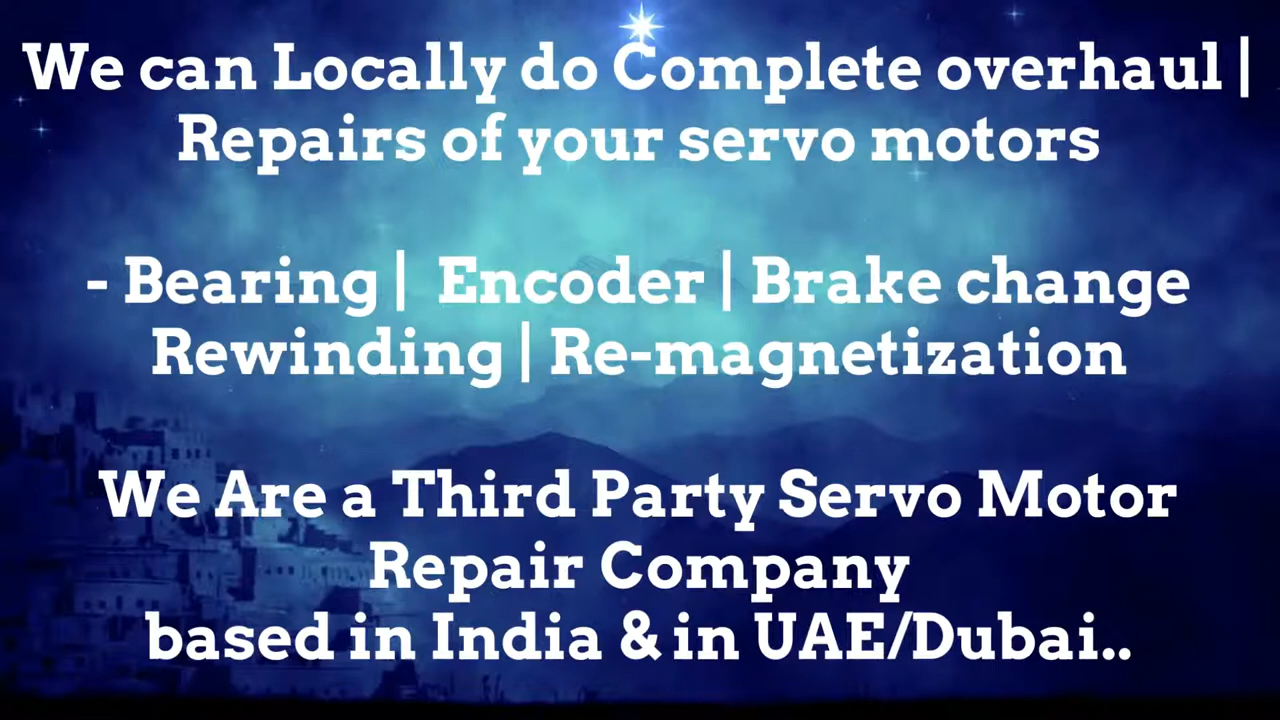 We can Locally do Complete overhaul |
Repairs of your servo motors
- Bearing | Encoder | Brake change
Rewinding | Re-magnetization
We Are a Third Party Servo Motor
Repair Company
based in India & in UAE/Dubai..